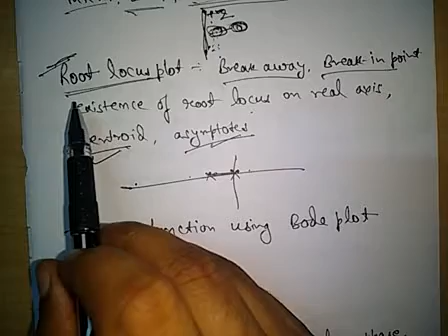 Root locus plot :- Break away, Break in point
existence of root locus on real axis,
centroid, asymptotes
function using Bode plot